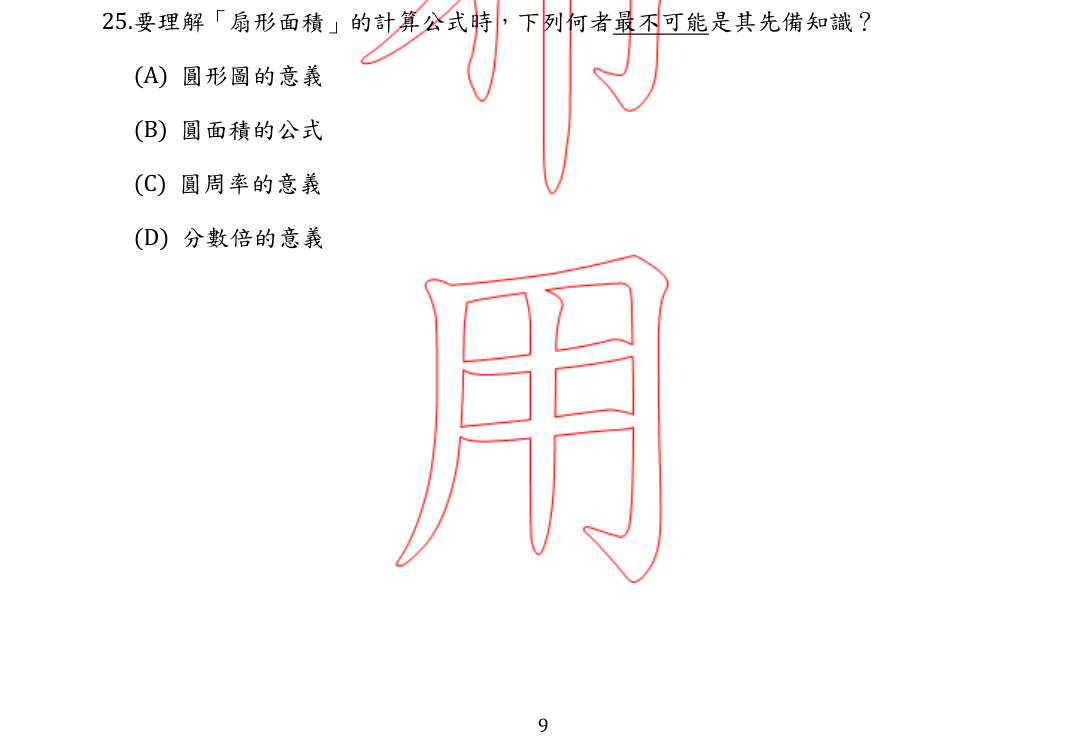 25.要理解「扇形面積」的計算公式時，下列何者最不可能是其先備知識？
(A) 圓形圖的意義
(B) 圓面積的公式
(C) 圓周率的意義
(D) 分數倍的意義
用
9